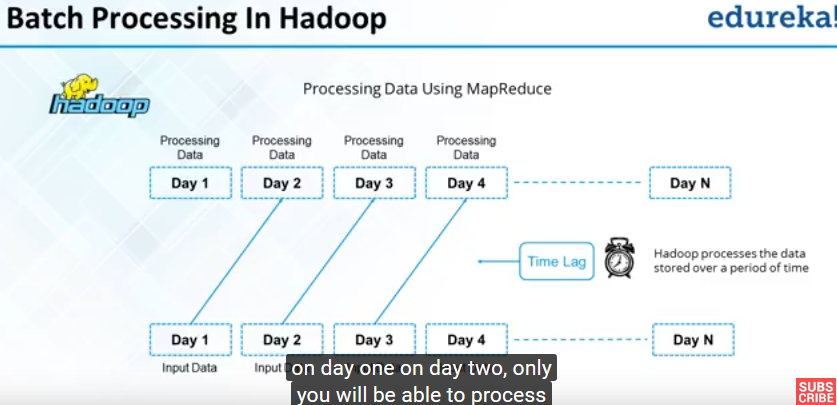 Batch Processing In Hadoop
edureka!
hadoop
Processing Data Using MapReduce
Processing
Data
Processing
Data
Processing
Data
Processing
Data
Day 1
Day 2
Day 3
Day 4
Day N
Time Lag
Hadoop processes the data
stored over a period of time
Day 1
Day 2
Day 3
Day 4
Day N
Input Data
Input
on day one on day two, only
you will be able to process
SUBS
CRIBE